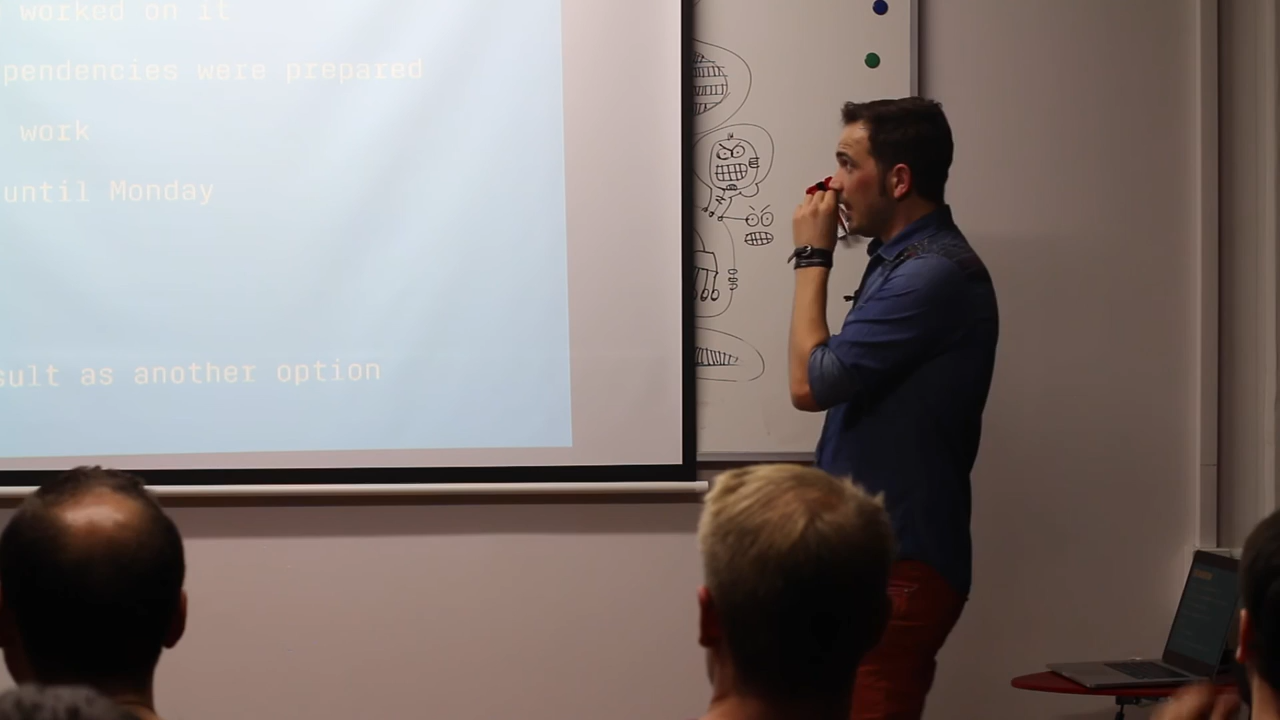 worked on it
pendencies were prepared
work
until Monday
sult as another option